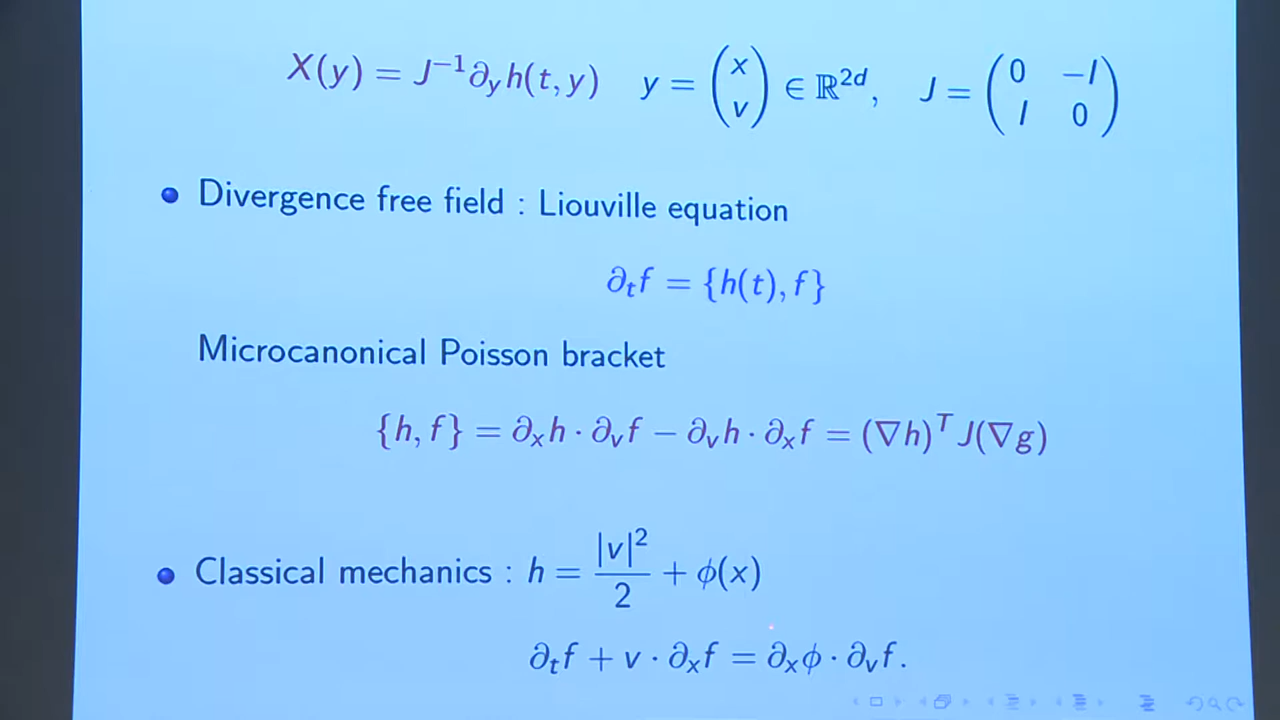 X(y) = J⁻¹∂_y h(t, y)   y = (x v) ∈ ℝ²ᵈ,   J = (0 −I I 0)
Divergence free field : Liouville equation
∂_t f = {h(t), f}
Microcanonical Poisson bracket
{h, f} = ∂_x h · ∂_v f − ∂_v h · ∂_x f = (∇h)ᵀ J(∇g)
Classical mechanics : h = |v|²/2 + ϕ(x)
∂_t f + v · ∂_x f = ∂_x ϕ · ∂_v f.